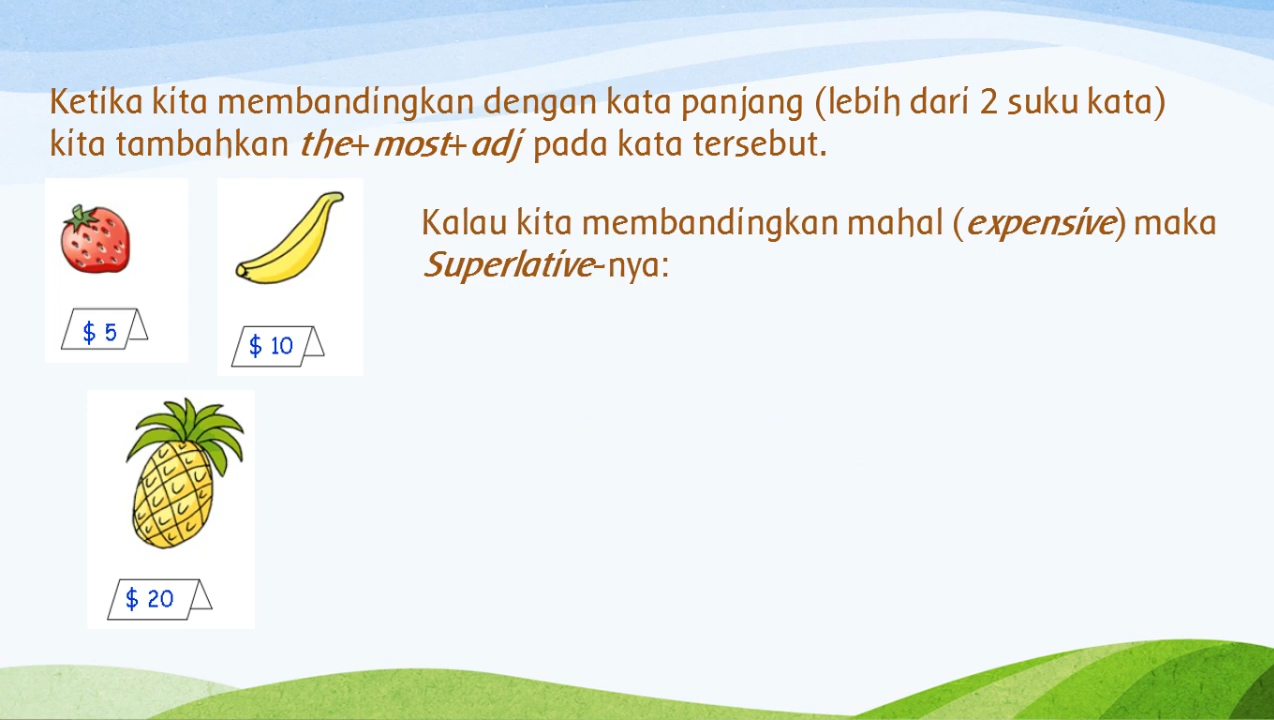 Ketika kita membandingkan dengan kata panjang (lebih dari 2 suku kata)
kita tambahkan the+most+adj pada kata tersebut.
Kalau kita membandingkan mahal (expensive) maka
Superlative-nya:
$ 5
$ 10
$ 20